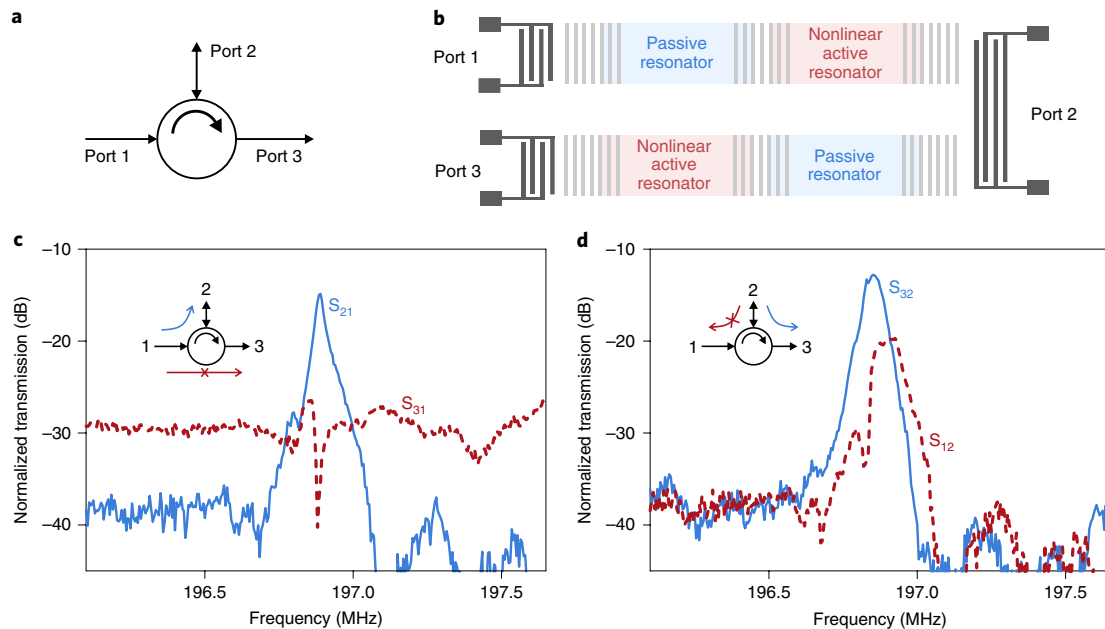 a
Port 2
Port 1
Port 3
b
Port 1
Passive
resonator
Nonlinear
active
resonator
Port 2
Port 3
Nonlinear
active
resonator
Passive
resonator
c
–10
–20
–30
–40
Normalized transmission (dB)
2
1
3
S21
S31
196.5
197.0
197.5
Frequency (MHz)
d
–10
–20
–30
–40
Normalized transmission (dB)
2
1
3
S32
S12
196.5
197.0
197.5
Frequency (MHz)